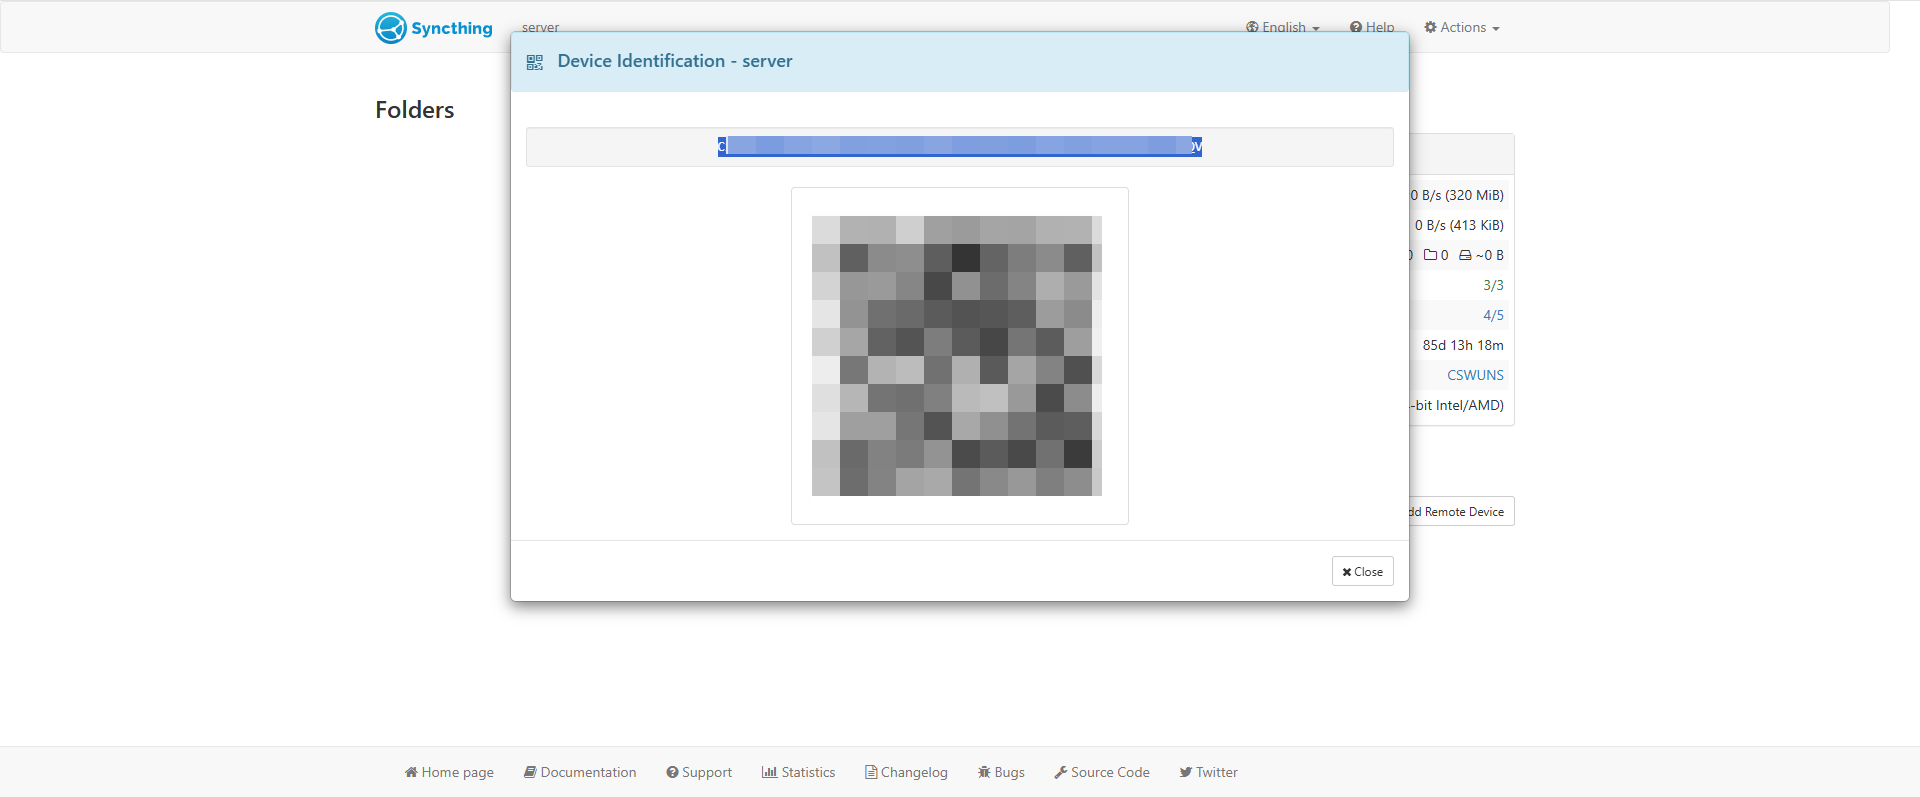 Syncthing
server
English
Help
Actions
Device Identification - server
Folders
0 B/s (320 MiB)
0 B/s (413 KiB)
0 ~0 B
3/3
4/5
85d 13h 18m
CSWUNS
-bit Intel/AMD)
dd Remote Device
Close
Home page
Documentation
Support
Statistics
Changelog
Bugs
Source Code
Twitter